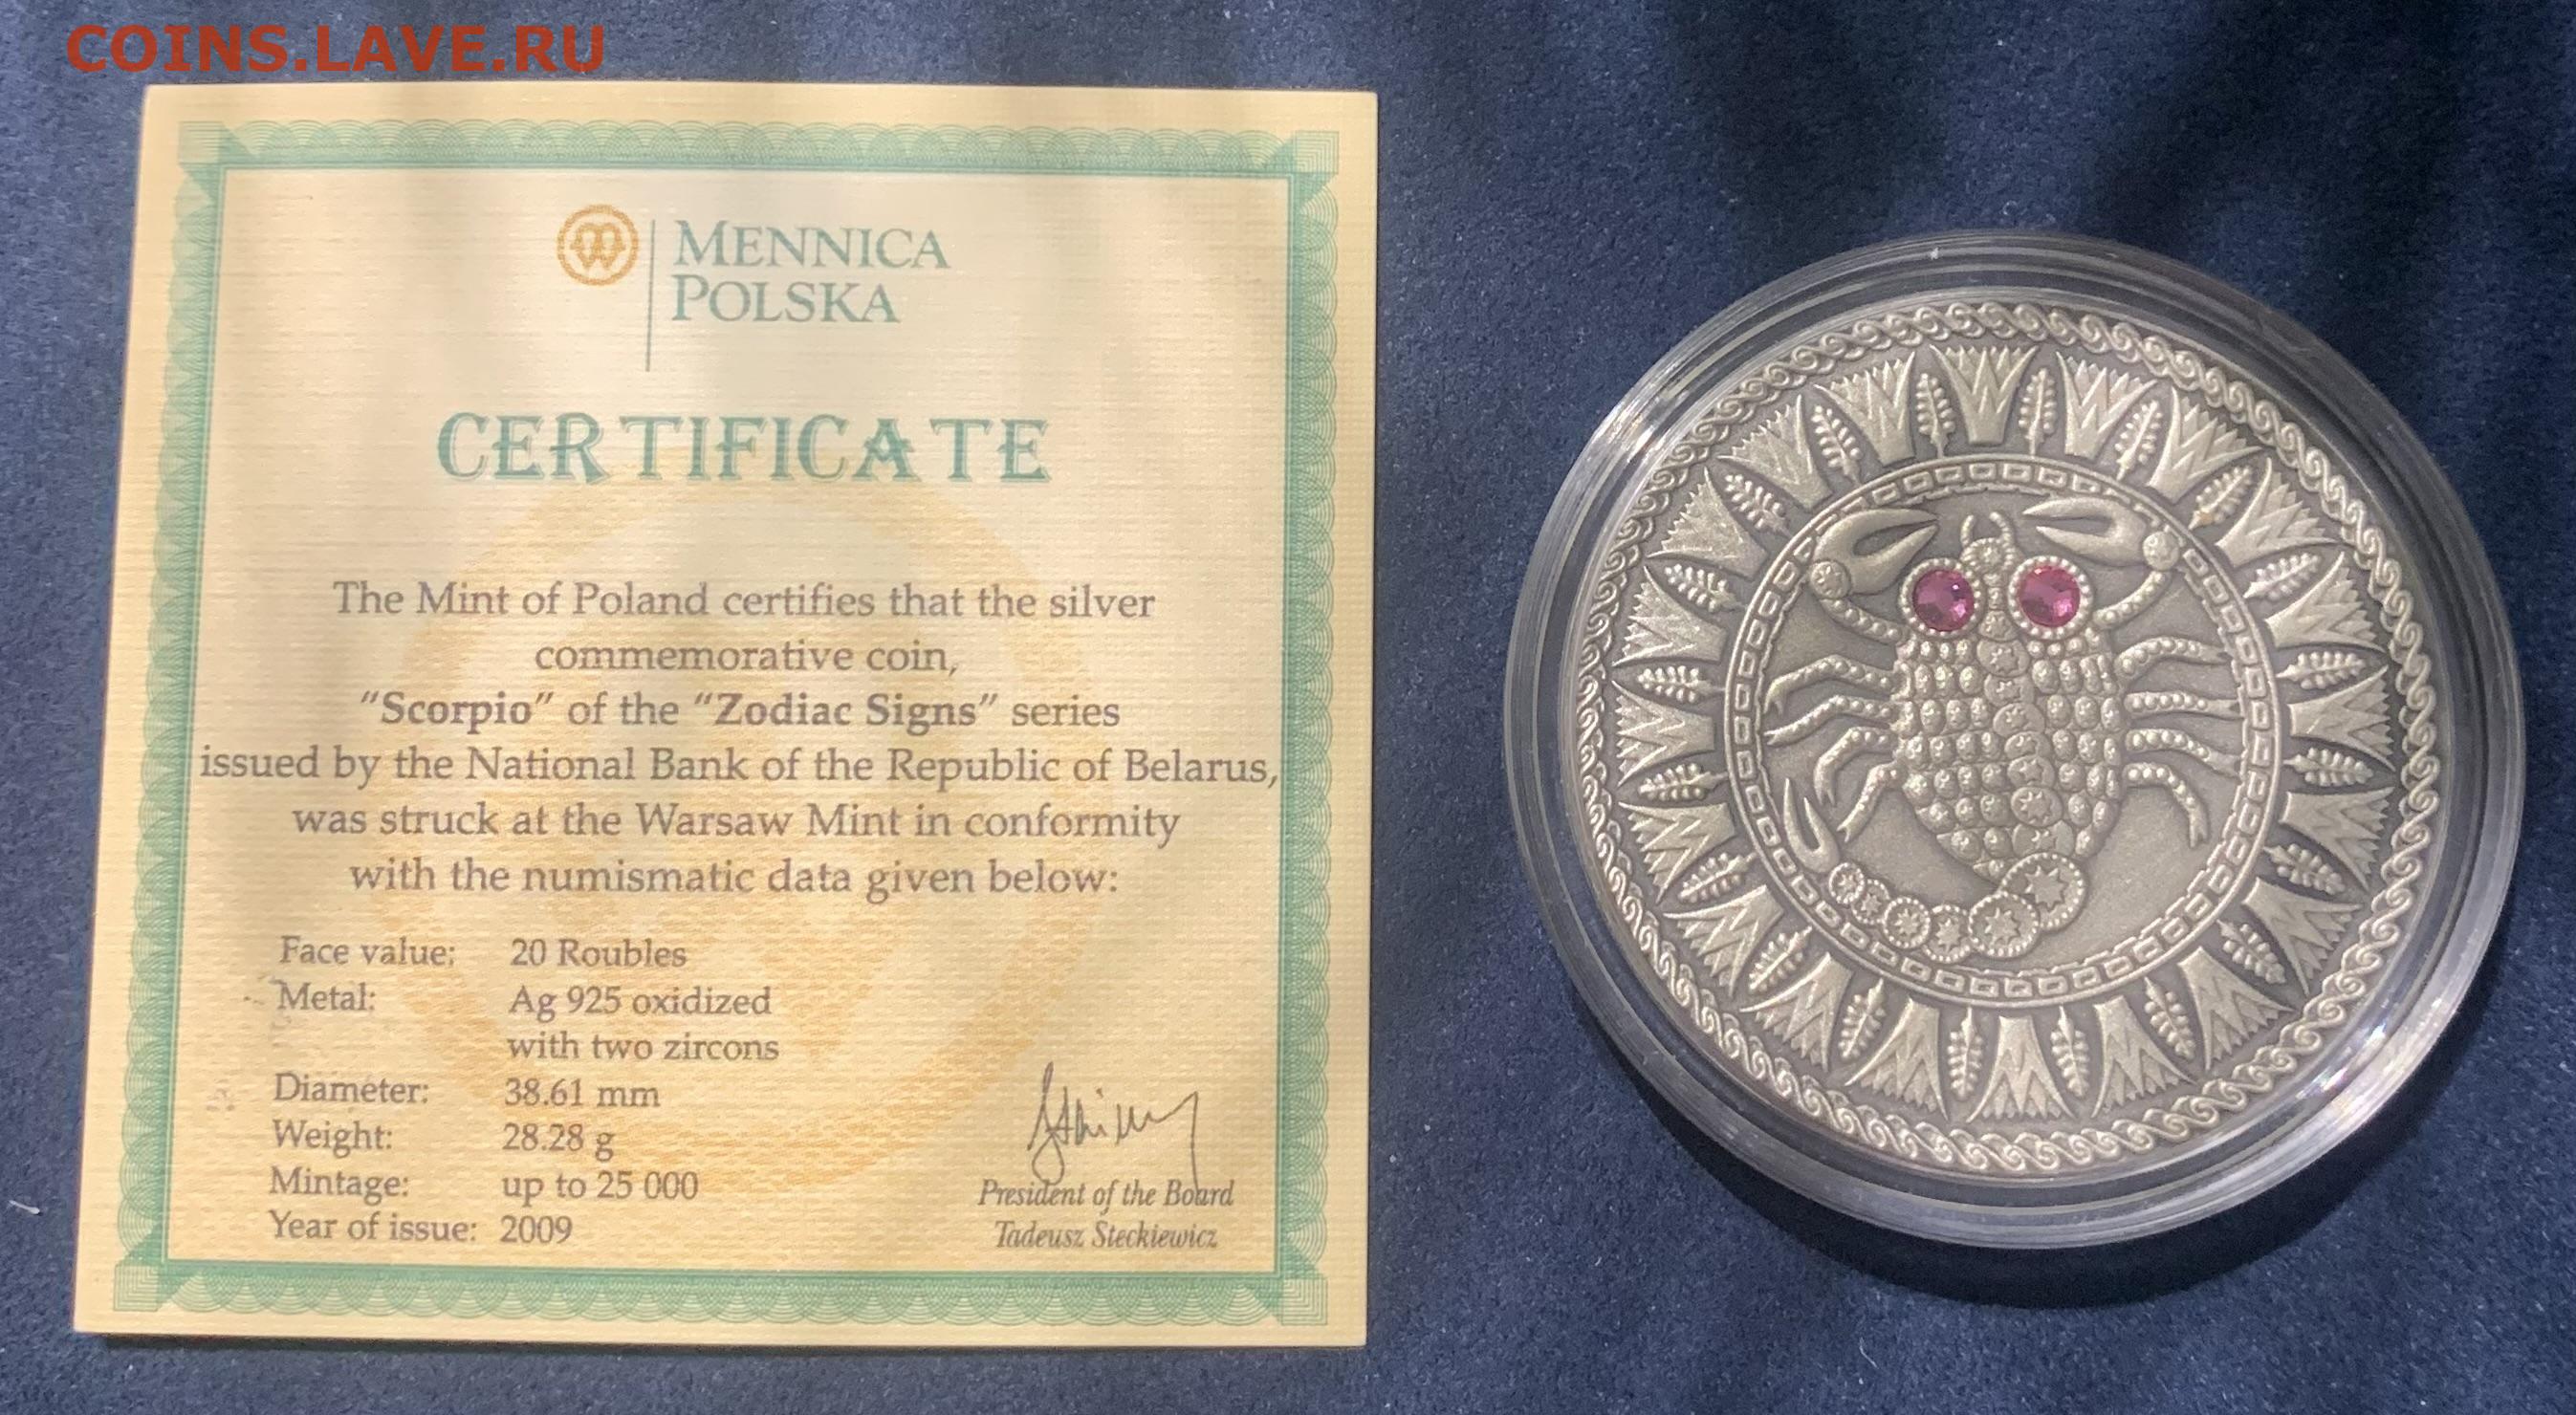 COINS.LAVE.RU
MENNICA
POLSKA
CERTIFICATE
The Mint of Poland certifies that the silver
commemorative coin,
"Scorpio" of the "Zodiac Signs" series
issued by the National Bank of the Republic of Belarus,
was struck at the Warsaw Mint in conformity
with the numismatic data given below:
Face value: 20 Roubles
Metal: Ag 925 oxidized
with two zircons
Diameter: 38.61 mm
Weight: 28.28 g
Mintage: up to 25 000
Year of issue: 2009
President of the Board
Tadeusz Steckiewicz